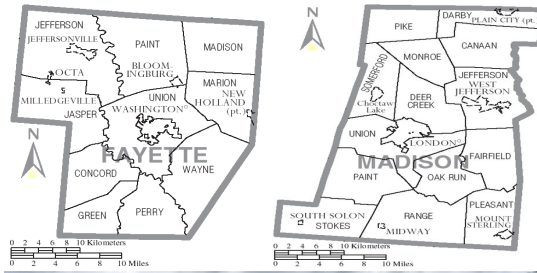 JEFFERSON
JEFFERSONVILLE
PAINT
MADISON
BLOOM-
INGBURG
OCTA
MARION
NEW
HOLLAND
(pt.)
MILLEDGEVILLE
UNION
WASHINGTON
JASPER
N
FAYETTE
WAYNE
CONCORD
GREEN
PERRY
0 2 4 6 8 10 Kilometers
0 2 4 6 8 10 Miles
N
PIKE
DARBY
PLAIN CITY (pt.)
MONROE
CANAAN
SOMERFORD
JEFFERSON
WEST
JEFFERSON
Choctaw
Lake
DEER
CREEK
UNION
LONDON
MADISON
FAIRFIELD
PAINT
OAK RUN
PLEASANT
SOUTH SOLON
STOKES
RANGE
MIDWAY
MOUNT
STERLING
0 2 4 6 8 10 Kilometers
0 2 4 6 8 10 Miles